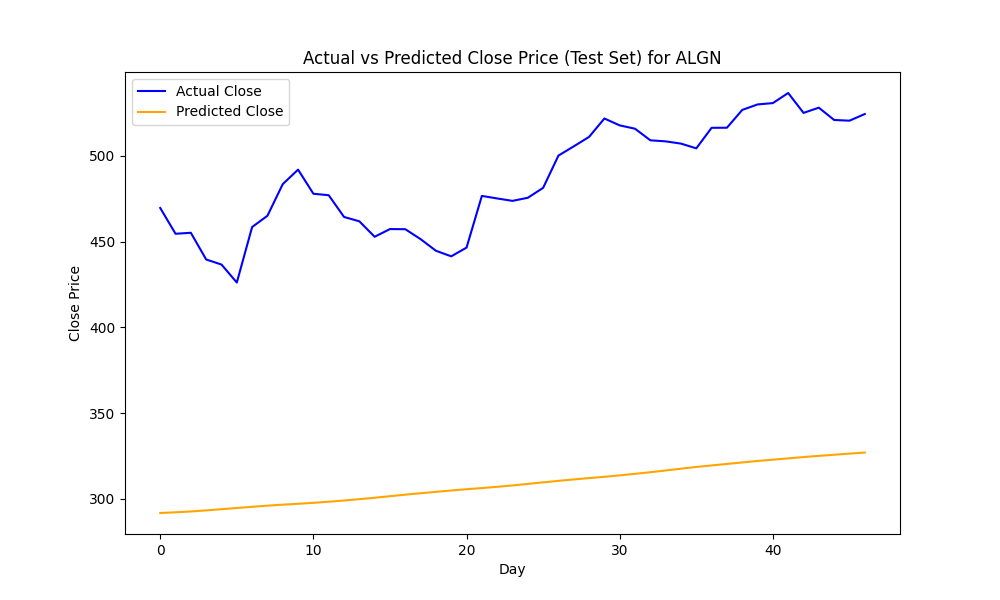 Actual vs Predicted Close Price (Test Set) for ALGN
Actual Close
Predicted Close
500
450
400
350
300
Close Price
0 10 20 30 40
Day